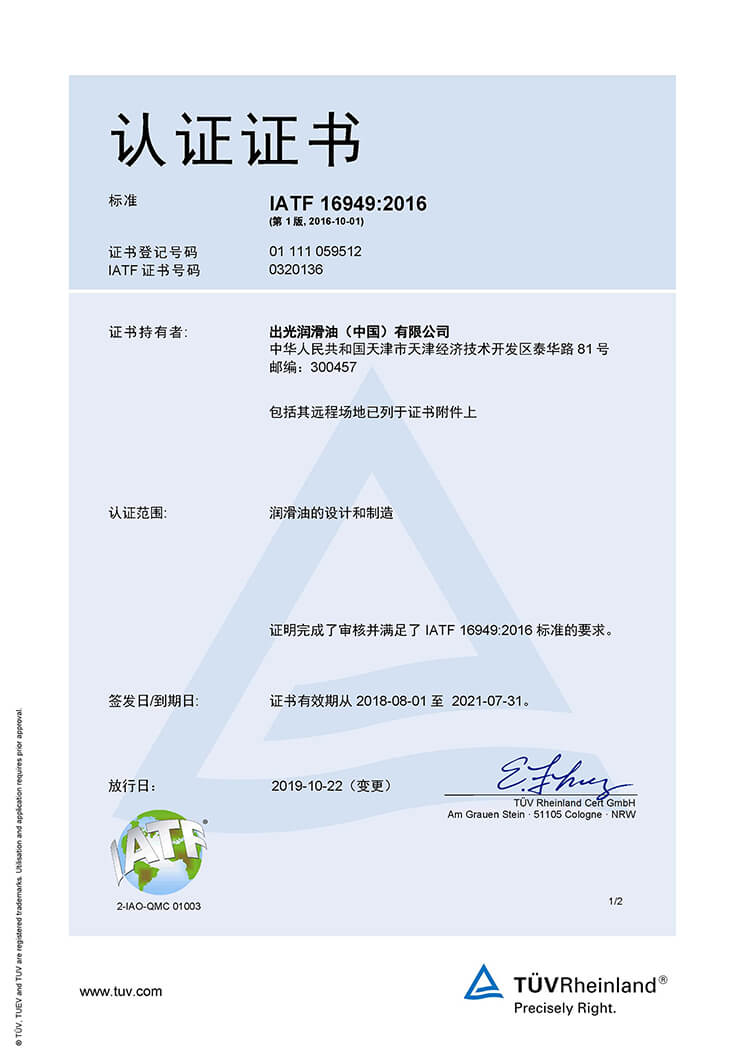 认证证书
标准
IATF 16949:2016
(第 1 版, 2016-10-01)
证书登记号码
01 111 059512
IATF 证书号码
0320136
证书持有者:
出光润滑油（中国）有限公司
中华人民共和国天津市天津经济技术开发区泰华路 81 号
邮编：300457
包括其远程场地已列于证书附件上
认证范围:
润滑油的设计和制造
证明完成了审核并满足了 IATF 16949:2016 标准的要求。
签发日/到期日:
证书有效期从 2018-08-01 至 2021-07-31。
放行日：
2019-10-22（变更）
TÜV Rheinland Cert GmbH
Am Grauen Stein · 51105 Cologne · NRW
IATF®
2-IAO-QMC 01003
1/2
www.tuv.com
TÜVRheinland®
Precisely Right.
® TÜV, TUEV and TUV are registered trademarks. Utilisation and application requires prior approval.